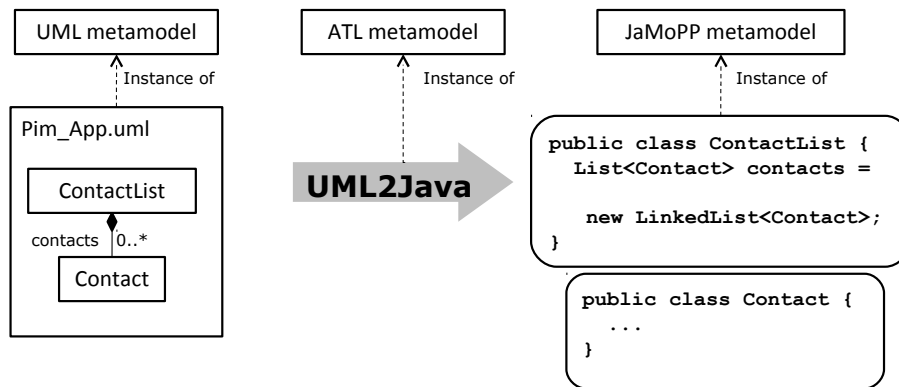 UML metamodel
ATL metamodel
JaMoPP metamodel
Instance of
Instance of
Instance of
Pim_App.uml
ContactList
contacts
0..*
Contact
UML2Java
public class ContactList {
List<Contact> contacts =
new LinkedList<Contact>;
}
public class Contact {
...
}